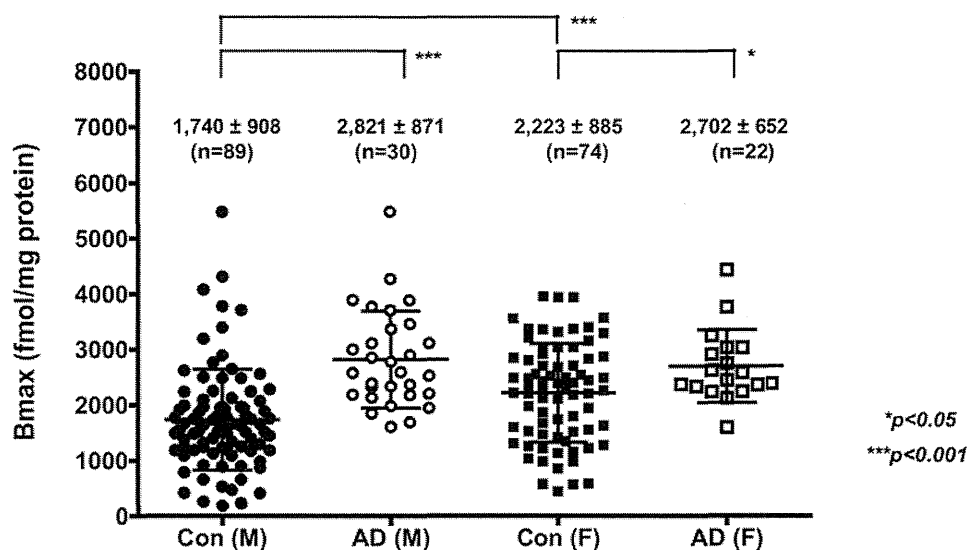 ***
*** *
8000
7000
6000
5000
4000
3000
2000
1000
0
Bmax (fmol/mg protein)
1,740 ± 908 2,821 ± 871 2,223 ± 885 2,702 ± 652
(n=89) (n=30) (n=74) (n=22)
*p<0.05
***p<0.001
Con (M) AD (M) Con (F) AD (F)